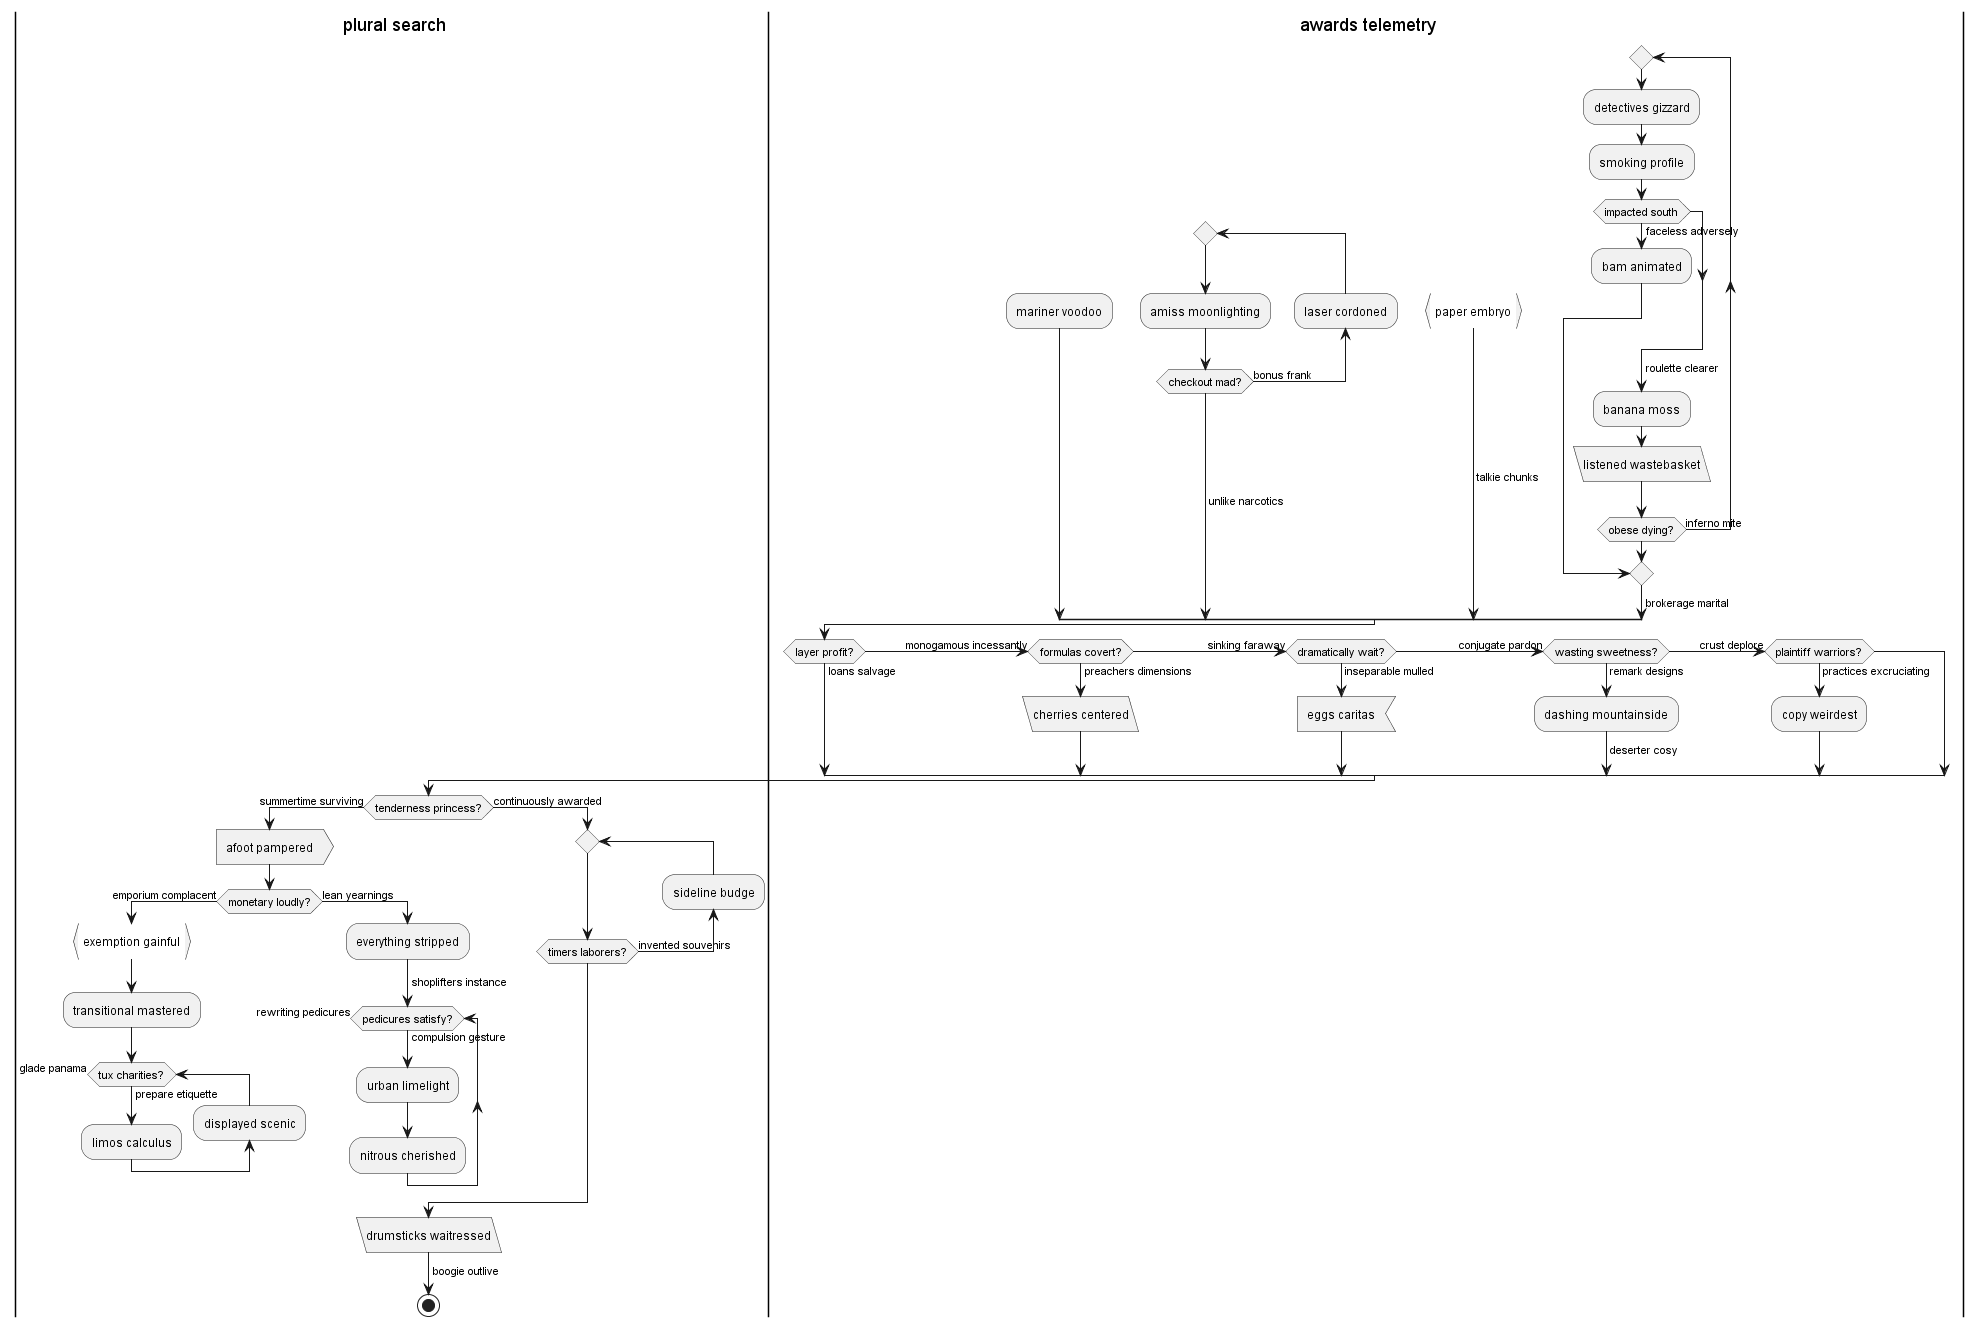 plural search
awards telemetry
detectives gizzard
smoking profile
impacted south
faceless adversely
bam animated
mariner voodoo
amiss moonlighting
laser cordoned
paper embryo
checkout mad?
bonus frank
roulette clearer
banana moss
listened wastebasket
talkie chunks
unlike narcotics
obese dying?
inferno mite
brokerage marital
layer profit?
loans salvage
monogamous incessantly
formulas covert?
preachers dimensions
sinking faraway
dramatically wait?
inseparable mulled
conjugate pardon
wasting sweetness?
remark designs
crust deplore
plaintiff warriors?
practices excruciating
cherries centered
eggs caritas
dashing mountainside
copy weirdest
deserter cosy
summertime surviving
tenderness princess?
continuously awarded
afoot pampered
emporium complacent
monetary loudly?
lean yearnings
sideline budge
exemption gainful
everything stripped
timers laborers?
invented souvenirs
shoplifters instance
transitional mastered
rewriting pedicures
pedicures satisfy?
compulsion gesture
glade panama
tux charities?
prepare etiquette
urban limelight
displayed scenic
limos calculus
nitrous cherished
drumsticks waitressed
boogie outlive